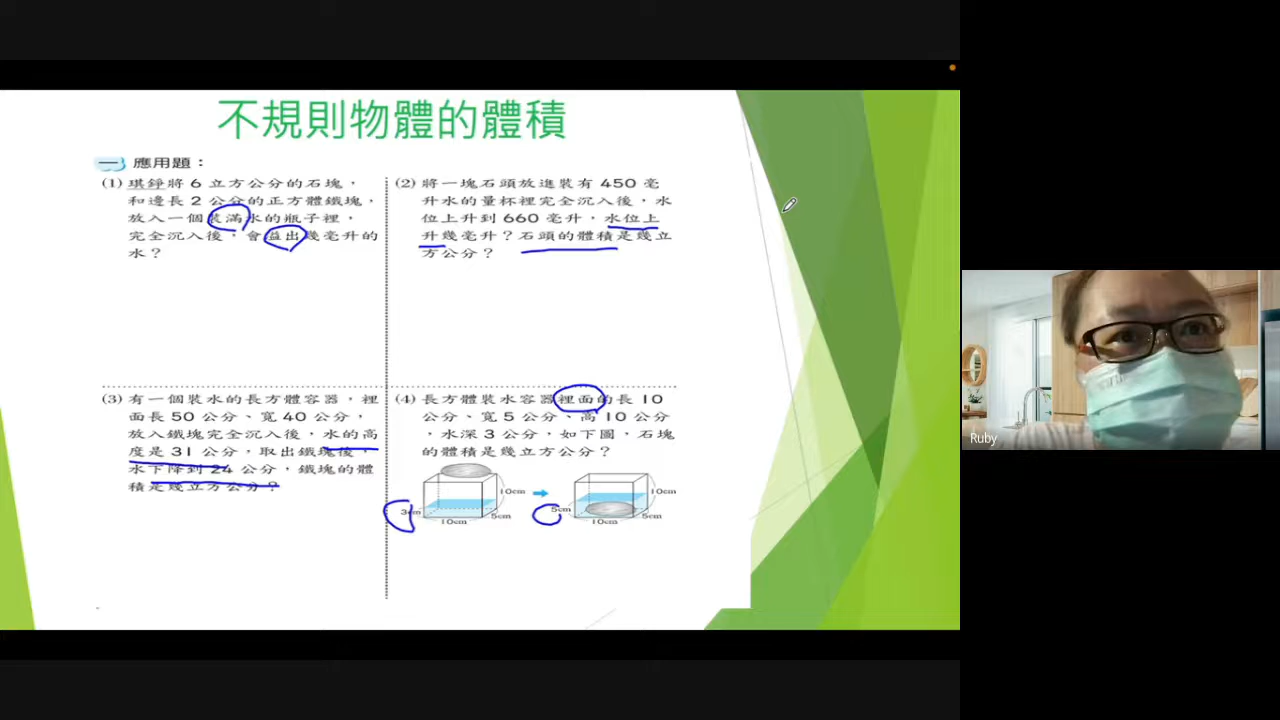 不規則物體的體積
一 應用題：
(1) 琪錚將 6 立方公分的石塊，
和邊長 2 公分的正方體鐵塊，
放入一個裝滿水的瓶子裡，
完全沉入後，會溢出幾毫升的
水？
(2) 將一塊石頭放進裝有 450 毫
升水的量杯裡完全沉入後，水
位上升到 660 毫升，水位上
升幾毫升？石頭的體積是幾立
方公分？
(3) 有一個裝水的長方體容器，裡
面長 50 公分、寬 40 公分，
放入鐵塊完全沉入後，水的高
度是 31 公分，取出鐵塊後，
水下降到 24 公分，鐵塊的體
積是幾立方公分？
(4) 長方體裝水容器裡面的長 10
公分、寬 5 公分、高 10 公分
，水深 3 公分，如下圖，石塊
的體積是幾立方公分？
10cm
3cm
5cm
10cm
10cm
5cm
5cm
10cm
Ruby